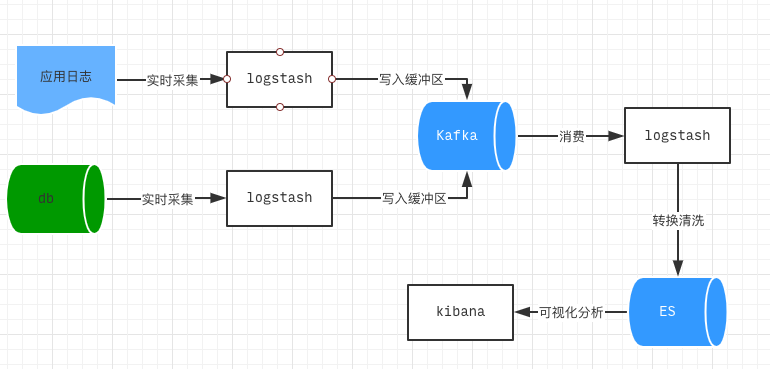 应用日志
实时采集
logstash
写入缓冲区
Kafka
消费
logstash
db
实时采集
logstash
写入缓冲区
转换清洗
kibana
可视化分析
ES